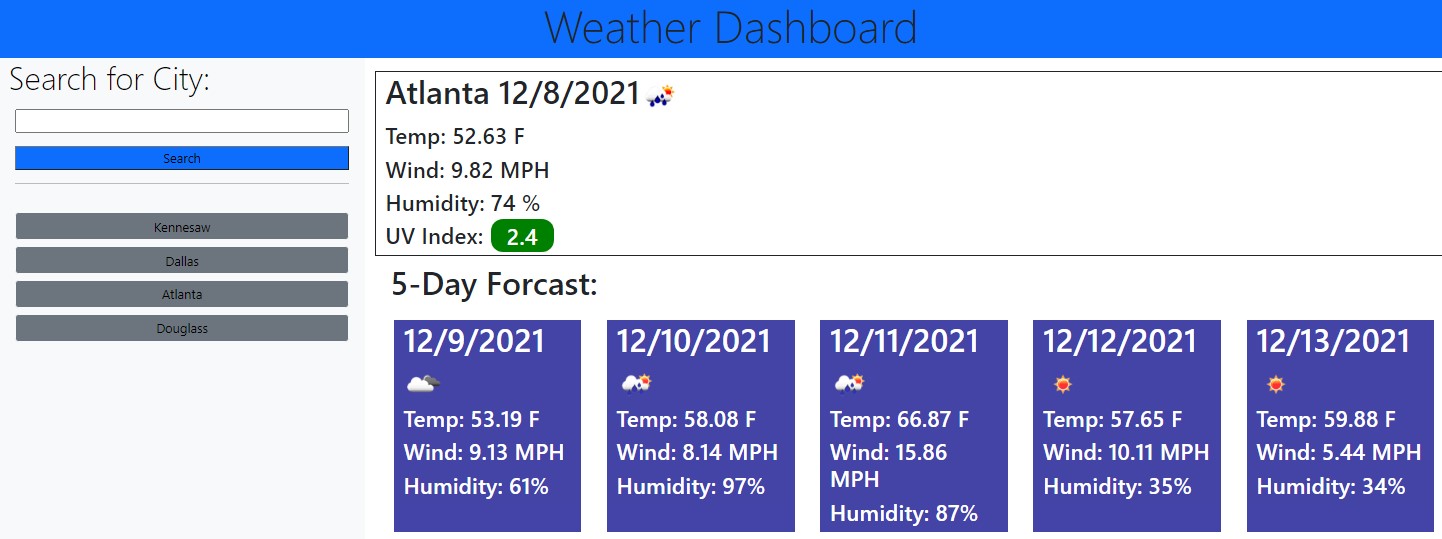 Weather Dashboard
Search for City:
Search
Kennesaw
Dallas
Atlanta
Douglass
Atlanta 12/8/2021
Temp: 52.63 F
Wind: 9.82 MPH
Humidity: 74 %
UV Index: 2.4
5-Day Forcast:
12/9/2021
Temp: 53.19 F
Wind: 9.13 MPH
Humidity: 61%
12/10/2021
Temp: 58.08 F
Wind: 8.14 MPH
Humidity: 97%
12/11/2021
Temp: 66.87 F
Wind: 15.86
MPH
Humidity: 87%
12/12/2021
Temp: 57.65 F
Wind: 10.11 MPH
Humidity: 35%
12/13/2021
Temp: 59.88 F
Wind: 5.44 MPH
Humidity: 34%